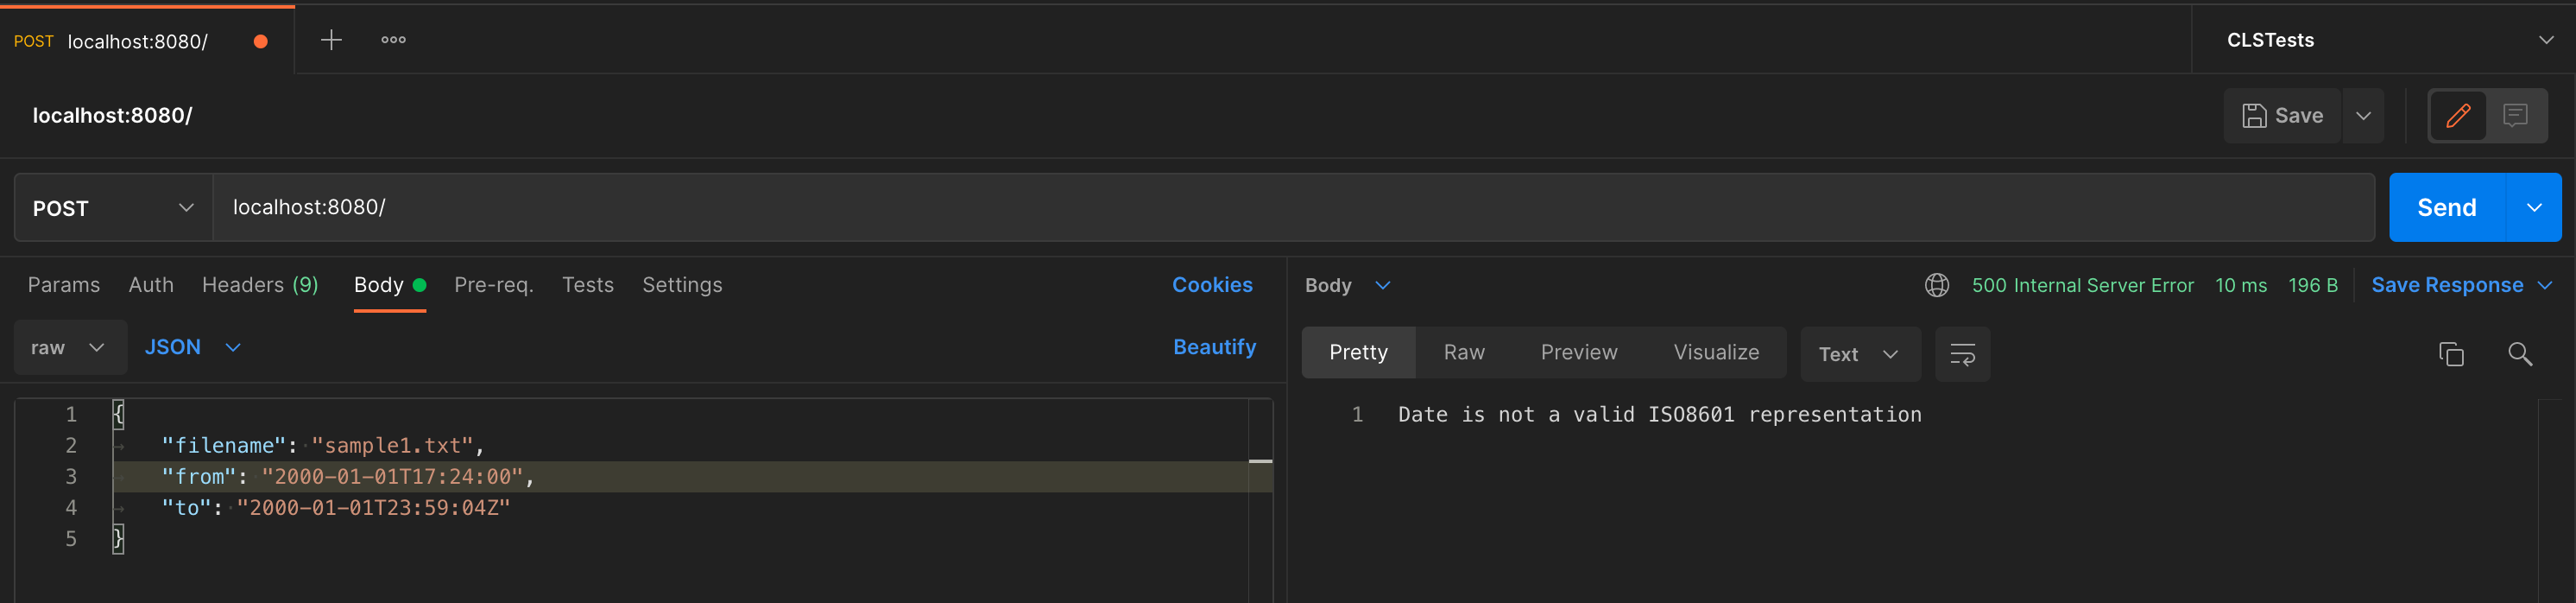 POST localhost:8080/
CLSTests
localhost:8080/
Save
POST localhost:8080/
Send
Params Auth Headers (9) Body Pre-req. Tests Settings Cookies
raw JSON Beautify
1 {
2 "filename": "sample1.txt",
3 "from": "2000-01-01T17:24:00",
4 "to": "2000-01-01T23:59:04Z"
5 }
Body 500 Internal Server Error 10 ms 196 B Save Response
Pretty Raw Preview Visualize Text
1 Date is not a valid ISO8601 representation